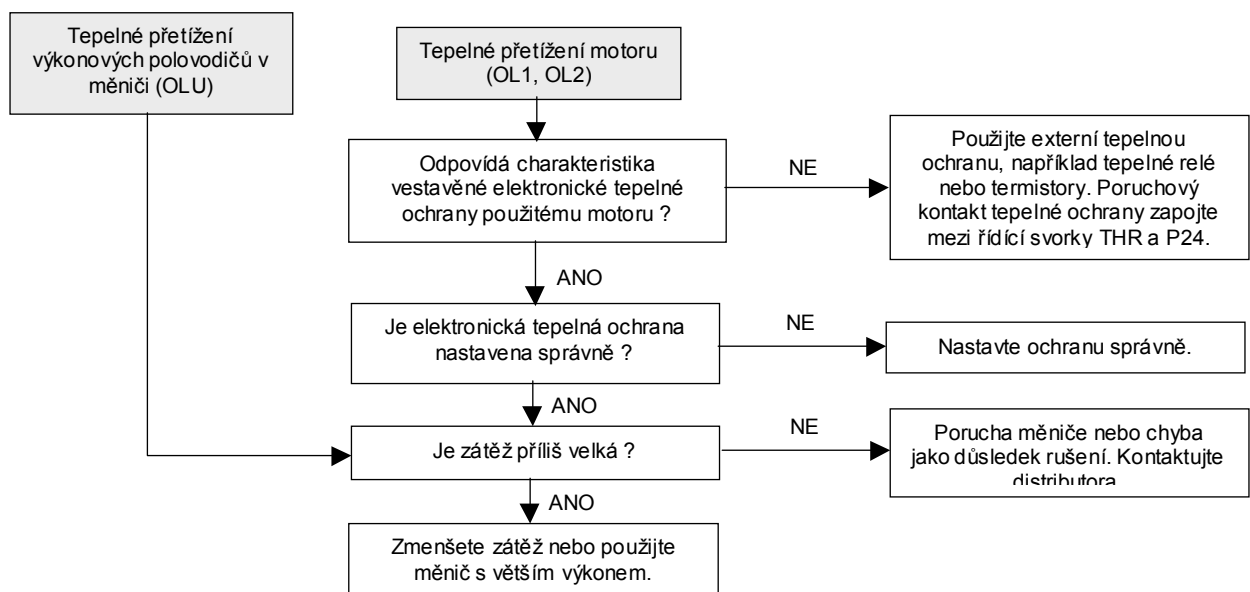 Tepelné přetížení
výkonových polovodičů v
měniči (OLU)
Tepelné přetížení motoru
(OL1, OL2)
Odpovídá charakteristika
vestavěné elektronické tepelné
ochrany použitému motoru ?
NE
Použijte externí tepelnou
ochranu, například tepelné relé
nebo termistory. Poruchový
kontakt tepelné ochrany zapojte
mezi řídící svorky THR a P24.
ANO
Je elektronická tepelná ochrana
nastavena správně ?
NE
Nastavte ochranu správně.
ANO
Je zátěž příliš velká ?
NE
Porucha měniče nebo chyba
jako důsledek rušení. Kontaktujte
distributora
ANO
Zmenšete zátěž nebo použijte
měnič s větším výkonem.